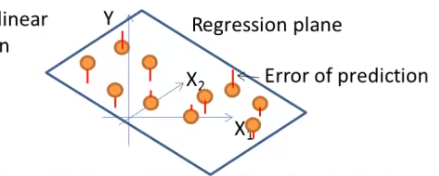 linear
n
Y
Regression plane
X2
Error of prediction
X1